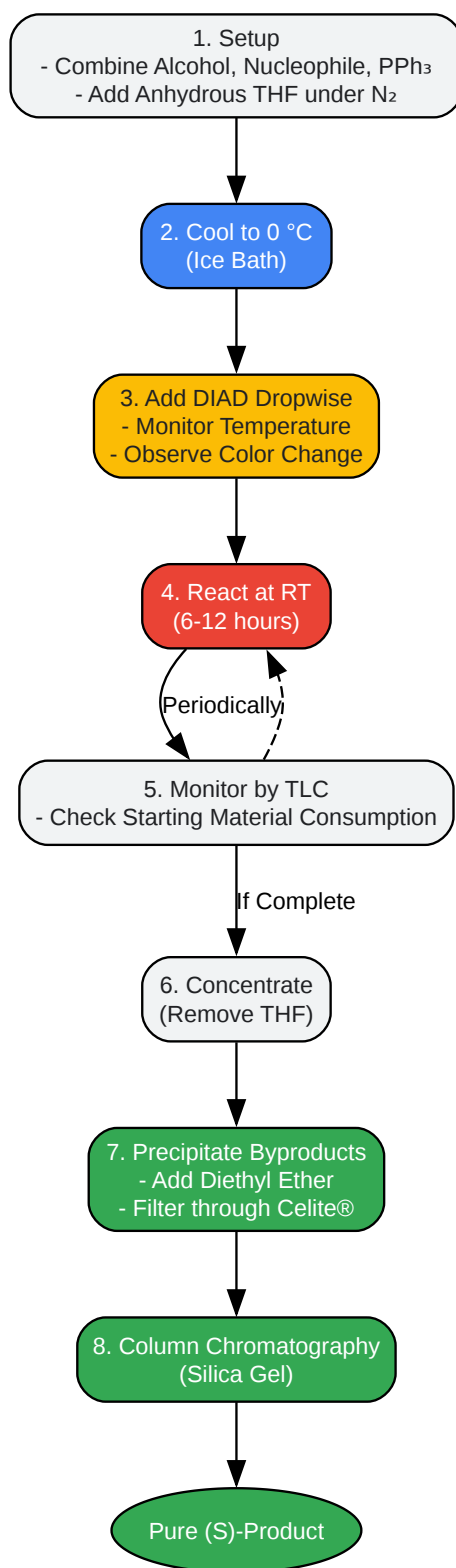 1. Setup
- Combine Alcohol, Nucleophile, PPh₃
- Add Anhydrous THF under N₂
2. Cool to 0 °C
(Ice Bath)
3. Add DIAD Dropwise
- Monitor Temperature
- Observe Color Change
4. React at RT
(6-12 hours)
Periodically
5. Monitor by TLC
- Check Starting Material Consumption
If Complete
6. Concentrate
(Remove THF)
7. Precipitate Byproducts
- Add Diethyl Ether
- Filter through Celite®
8. Column Chromatography
(Silica Gel)
Pure (S)-Product